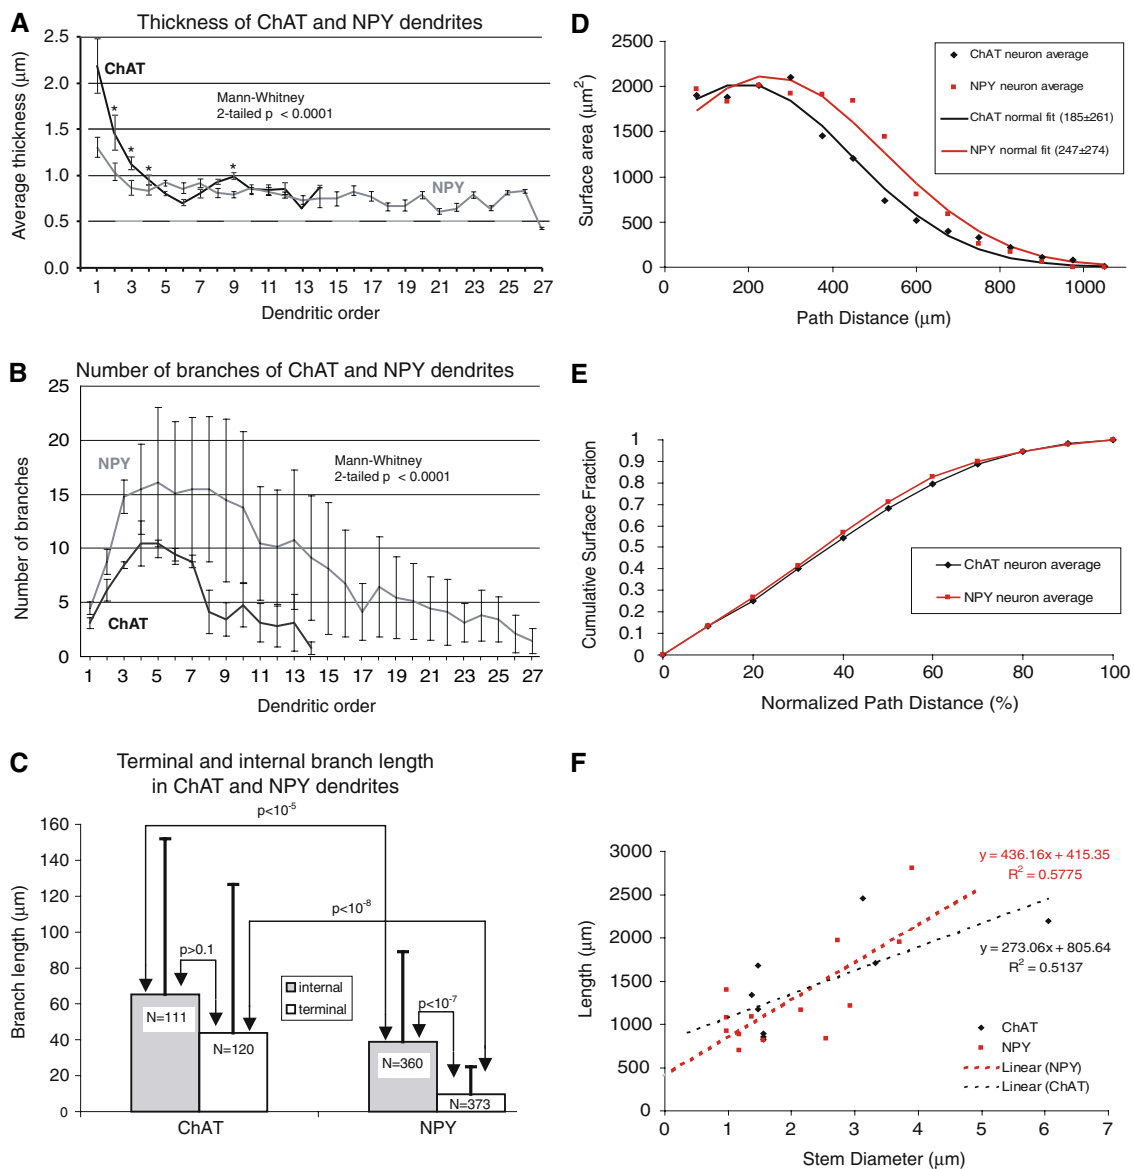 A
Thickness of ChAT and NPY dendrites
Average thickness (μm)
2.5
2.0
1.5
1.0
0.5
0.0
ChAT
*
*
*
*
Mann-Whitney
2-tailed p < 0.0001
NPY
1 3 5 7 9 11 13 15 17 19 21 23 25 27
Dendritic order
B
Number of branches of ChAT and NPY dendrites
Number of branches
25
20
15
10
5
0
NPY
Mann-Whitney
2-tailed p < 0.0001
ChAT
1 3 5 7 9 11 13 15 17 19 21 23 25 27
Dendritic order
C
Terminal and internal branch length
in ChAT and NPY dendrites
Branch length (μm)
160
140
120
100
80
60
40
20
0
p<10^-5
p<10^-8
p>0.1
p<10^-7
internal
terminal
N=111
N=120
N=360
N=373
ChAT NPY
D
Surface area (μm²)
2500
2000
1500
1000
500
0
ChAT neuron average
NPY neuron average
ChAT normal fit (185±261)
NPY normal fit (247±274)
0 200 400 600 800 1000
Path Distance (μm)
E
Cumulative Surface Fraction
1
0.9
0.8
0.7
0.6
0.5
0.4
0.3
0.2
0.1
0
ChAT neuron average
NPY neuron average
0 20 40 60 80 100
Normalized Path Distance (%)
F
Length (μm)
3000
2500
2000
1500
1000
500
0
y = 436.16x + 415.35
R² = 0.5775
y = 273.06x + 805.64
R² = 0.5137
ChAT
NPY
Linear (NPY)
Linear (ChAT)
0 1 2 3 4 5 6 7
Stem Diameter (μm)